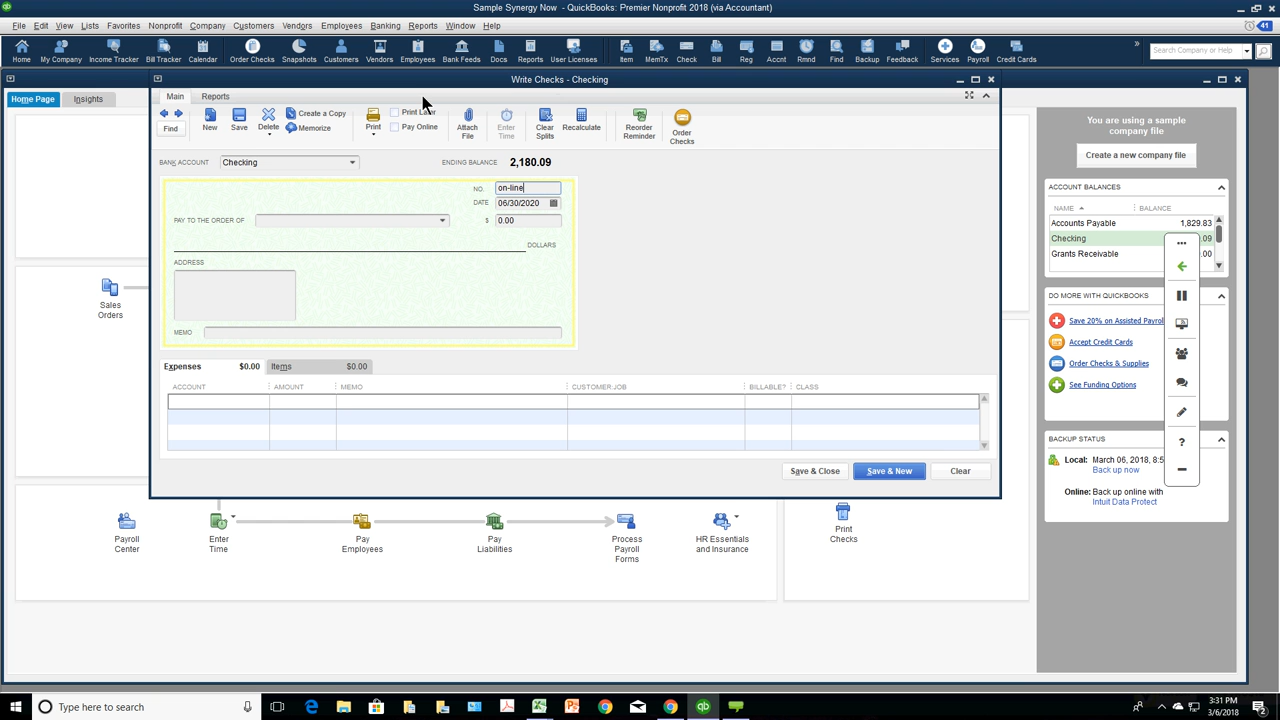 Sample Synergy Now - QuickBooks: Premier Nonprofit 2018 (via Accountant)
File Edit View Lists Favorites Nonprofit Company Customers Vendors Employees Banking Reports Window Help
41
Home My Company Income Tracker Bill Tracker Calendar Order Checks Snapshots Customers Vendors Employees Bank Feeds Docs Reports User Licenses Item MemTx Check Bill Reg Accnt Rmnd Find Backup Feedback Services Payroll Credit Cards
Search Company or Help
Write Checks - Checking
Home Page Insights
Main Reports
Find
New
Save
Delete
Create a Copy
Memorize
Print
Print Later
Pay Online
Attach
File
Enter
Time
Clear
Splits
Recalculate
Reorder
Reminder
Order
Checks
BANK ACCOUNT Checking ENDING BALANCE 2,180.09
NO. on-line
DATE 06/30/2020
PAY TO THE ORDER OF $ 0.00
DOLLARS
ADDRESS
MEMO
Expenses $0.00 Items $0.00
ACCOUNT AMOUNT MEMO CUSTOMER:JOB BILLABLE? CLASS
Save & Close Save & New Clear
Sales
Orders
Payroll
Center
Enter
Time
Pay
Employees
Pay
Liabilities
Process
Payroll
Forms
HR Essentials
and Insurance
Print
Checks
You are using a sample
company file
Create a new company file
ACCOUNT BALANCES
NAME BALANCE
Accounts Payable 1,829.83
Checking .09
Grants Receivable .00
DO MORE WITH QUICKBOOKS
Save 20% on Assisted Payrol
Accept Credit Cards
Order Checks & Supplies
See Funding Options
BACKUP STATUS
Local: March 06, 2018, 8:5
Back up now
Online: Back up online with
Intuit Data Protect
?
Type here to search
3:31 PM
3/6/2018
2